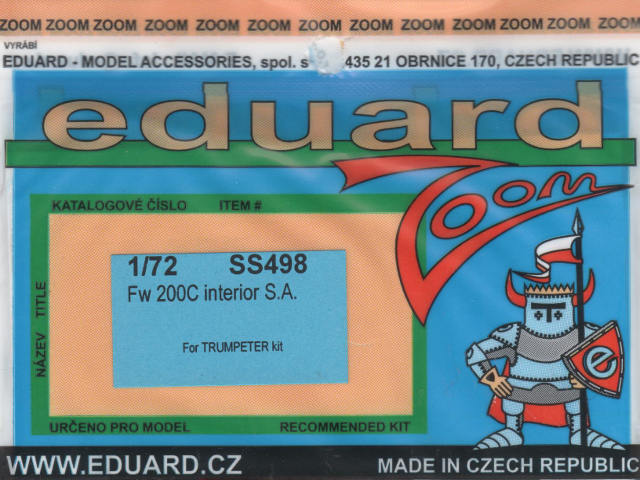 ZOOM ZOOM ZOOM ZOOM ZOOM ZOOM ZOOM ZOOM ZOOM ZOOM ZOOM
VYRÁBÍ
EDUARD - MODEL ACCESSORIES, spol. s 435 21 OBRNICE 170, CZECH REPUBLIC
eduard
Zoom
KATALOGOVÉ ČÍSLO ITEM #
NÁZEV TITLE
1/72 SS498
Fw 200C interior S.A.
For TRUMPETER kit
e
URČENO PRO MODEL RECOMMENDED KIT
WWW.EDUARD.CZ MADE IN CZECH REPUBLIC